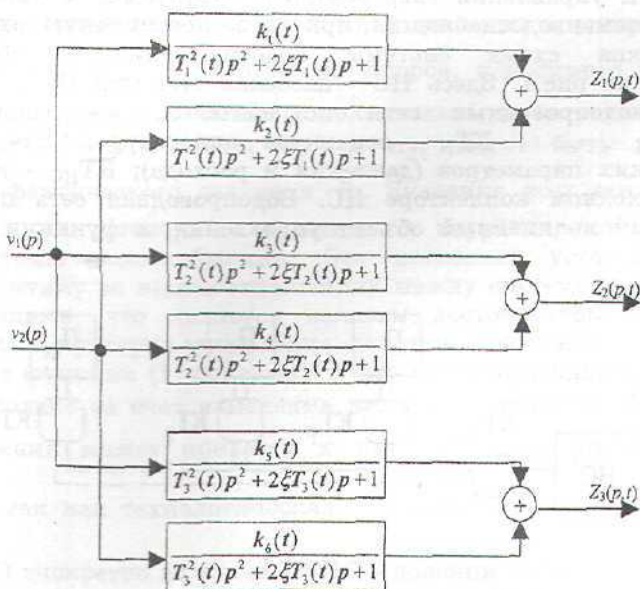 k₁(t)
T₁²(t)p² + 2ξT₁(t)p + 1
+
Z₁(p,t)
k₂(t)
T₁²(t)p² + 2ξT₁(t)p + 1
v₁(p)
k₃(t)
T₂²(t)p² + 2ξT₂(t)p + 1
+
Z₂(p,t)
v₂(p)
k₄(t)
T₂²(t)p² + 2ξT₂(t)p + 1
k₅(t)
T₃²(t)p² + 2ξT₃(t)p + 1
+
Z₃(p,t)
k₆(t)
T₃²(t)p² + 2ξT₃(t)p + 1